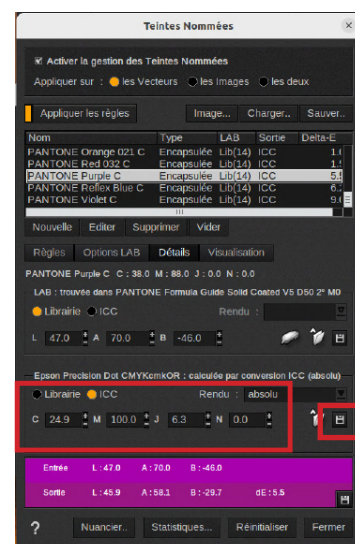 Teintes Nommées
Activer la gestion des Teintes Nommées
Appliquer sur : les Vecteurs les Images les deux
Appliquer les règles Image... Charger.. Sauver..
Nom Type LAB Sortie Delta-E
PANTONE Orange 021 C Encapsulée Lib(14) ICC
PANTONE Red 032 C Encapsulée Lib(14) ICC
PANTONE Purple C Encapsulée Lib(14) ICC 5.
PANTONE Reflex Blue C Encapsulée Lib(14) ICC 6.
PANTONE Violet C Encapsulée Lib(14) ICC 9.
Nouvelle Editer Supprimer Vider
Règles Options LAB Détails Visualisation
PANTONE Purple C C : 38.0 M : 88.0 J : 0.0 N : 0.0
LAB : trouvée dans PANTONE Formula Guide Solid Coated V5 D50 2° M0
Librairie ICC Rendu :
L 47.0 A 70.0 B -46.0
Epson Precision Dot CMYKcmkOR : calculée par conversion ICC (absolu)
Librairie ICC Rendu : absolu
C 24.9 M 100.0 J 6.3 N 0.0
Entrée L : 47.0 A : 70.0 B : -46.0
Sortie L : 45.9 A : 58.1 B : -29.7 dE : 5.5
? Nuancier.. Statistiques... Réinitialiser Fermer